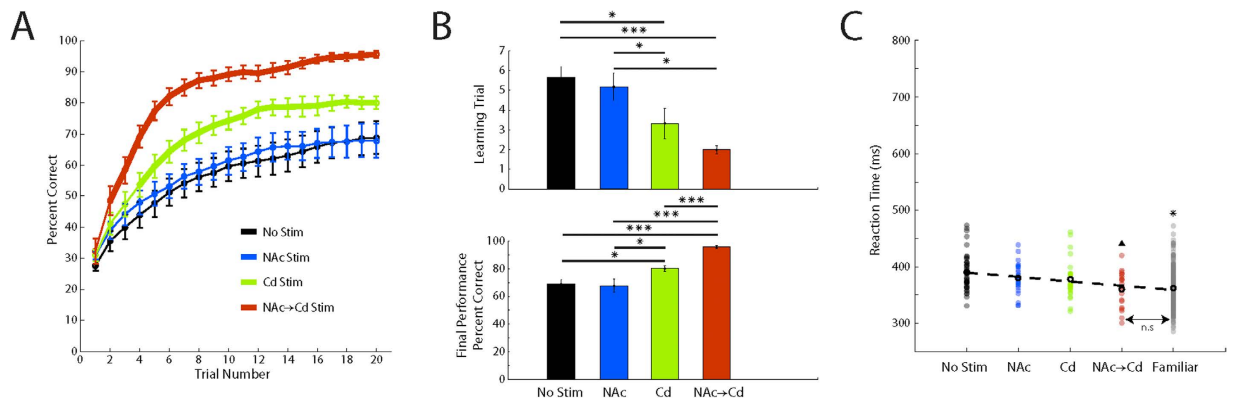 A
100
90
80
70
60
50
40
30
20
10
0
Percent Correct
2 4 6 8 10 12 14 16 18 20
Trial Number
No Stim
NAc Stim
Cd Stim
NAc→Cd Stim
B
*
***
*
*
7
6
5
4
3
2
1
0
Learning Trial
***
***
***
*
*
100
80
60
40
20
0
Final Performance
Percent Correct
No Stim NAc Cd NAc→Cd
C
800
700
600
500
400
300
Reaction Time (ms)
*
n.s
No Stim NAc Cd NAc→Cd Familiar